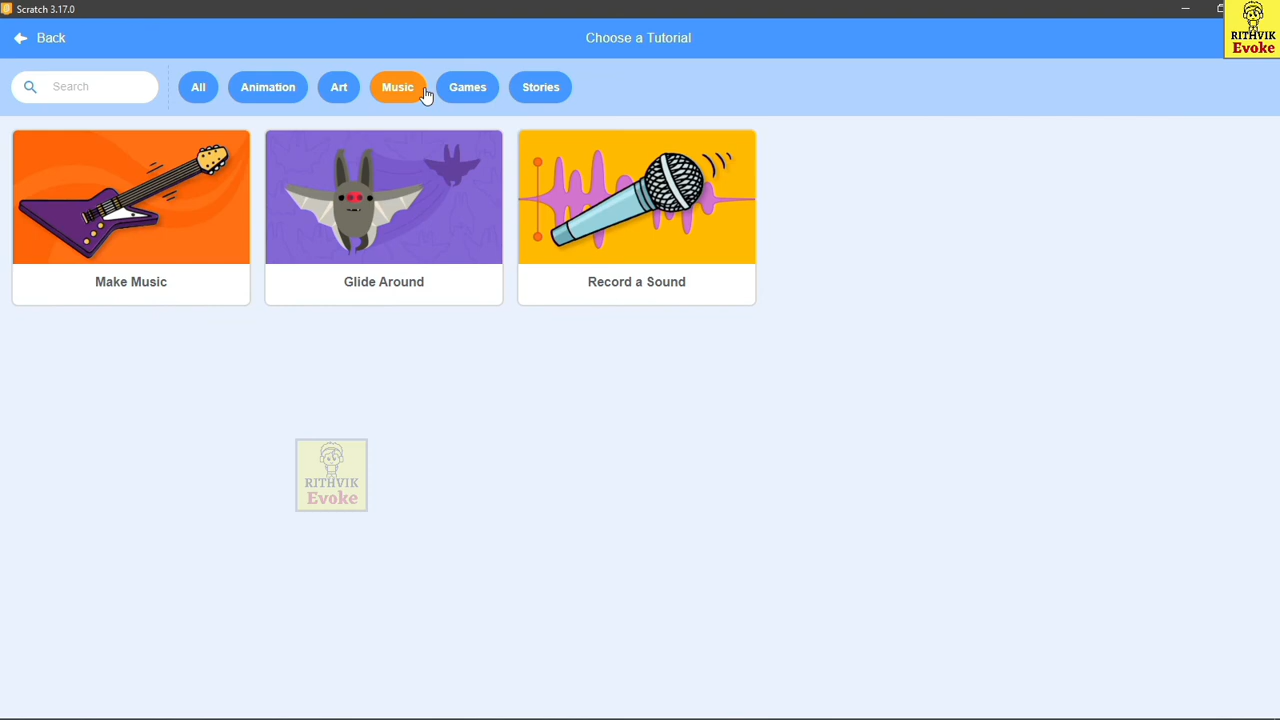 Scratch 3.17.0
Back
Choose a Tutorial
RITHVIK
Evoke
Search
All
Animation
Art
Music
Games
Stories
Make Music
Glide Around
Record a Sound
RITHVIK
Evoke